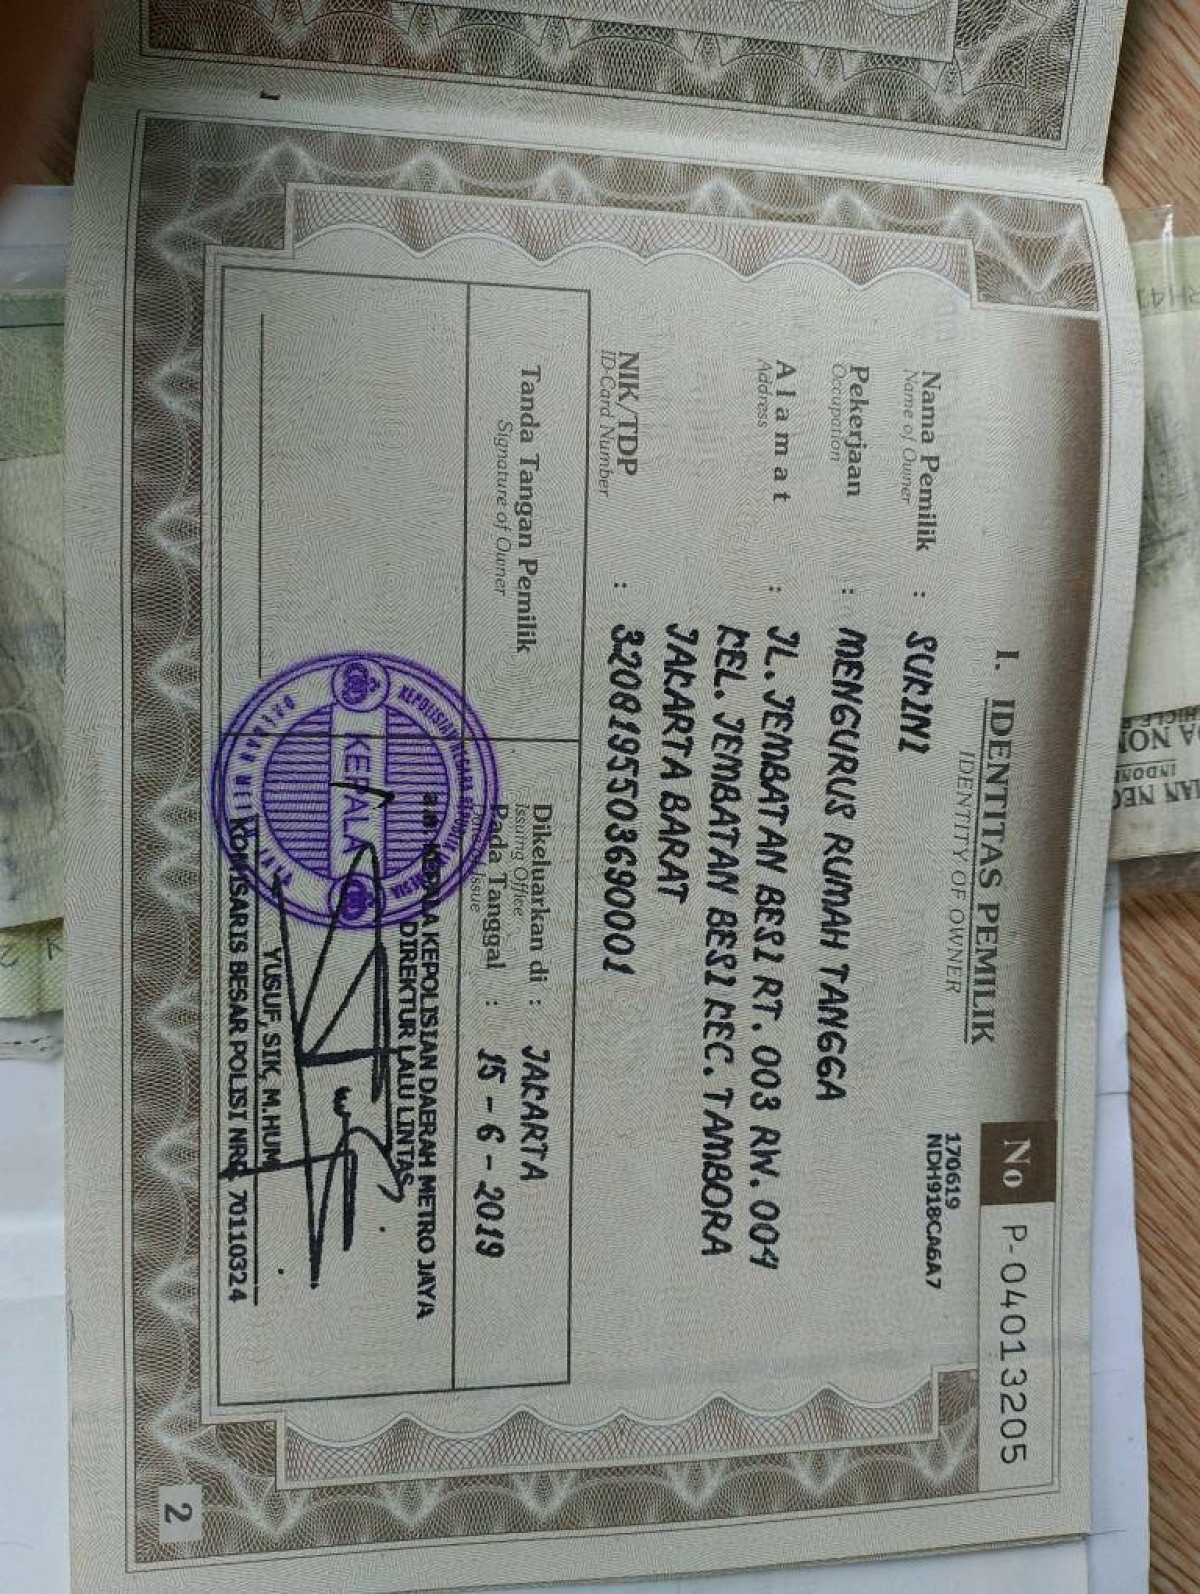 I. IDENTITAS PEMILIK
IDENTITY OF OWNER
No P-04013205
170619
NDH918CA6A7
Nama Pemilik : SURINI
Name of Owner
Pekerjaan : MENGURUS RUMAH TANGGA
Occupation
A l a m a t : JL. JEMBATAN BESI RT. 003 RW. 004
Address
KEL. JEMBATAN BESI KEC. TAMBORA
JAKARTA BARAT
NIK/TDP : 3208195503690001
ID-Card Number
Tanda Tangan Pemilik
Signature of Owner
Dikeluarkan di : JAKARTA
Issuing Office
Pada Tanggal : 15 - 6 - 2019
Date of Issue
an. KEPALA KEPOLISIAN DAERAH METRO JAYA
DIREKTUR LALU LINTAS
KEPALA
YUSUF, SIK, M.HUM
KOMISARIS BESAR POLISI NRP 70110324
2
1